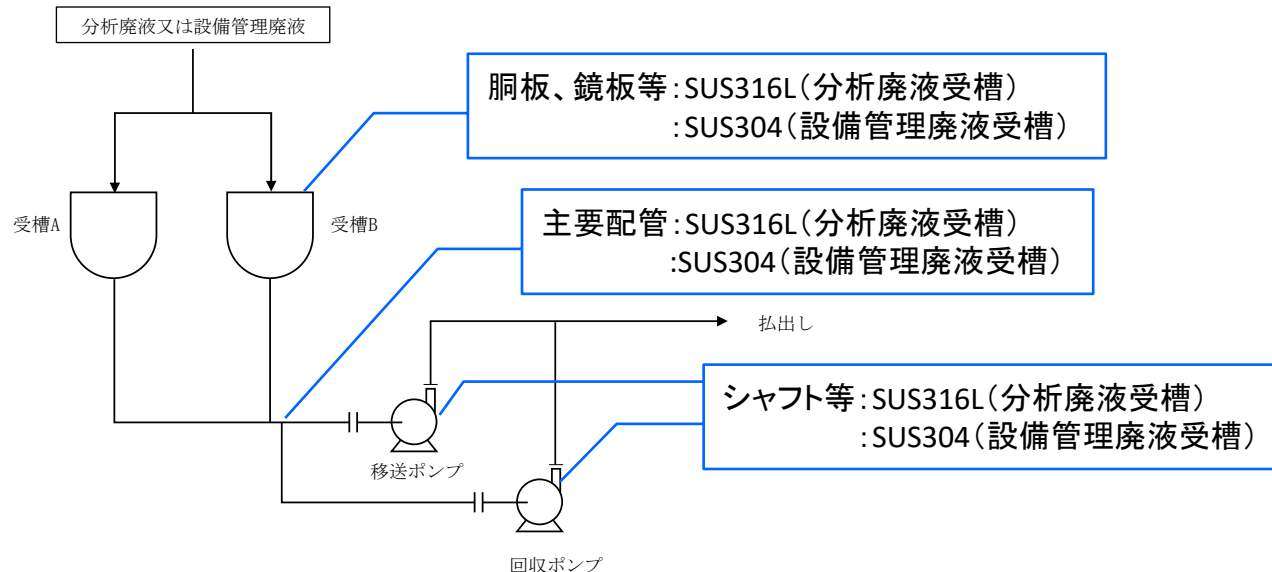 分析廃液又は設備管理廃液
胴板、鏡板等:SUS316L(分析廃液受槽)
:SUS304(設備管理廃液受槽)
受槽A
受槽B
主要配管:SUS316L(分析廃液受槽)
:SUS304(設備管理廃液受槽)
払出し
シャフト等:SUS316L(分析廃液受槽)
:SUS304(設備管理廃液受槽)
移送ポンプ
回収ポンプ